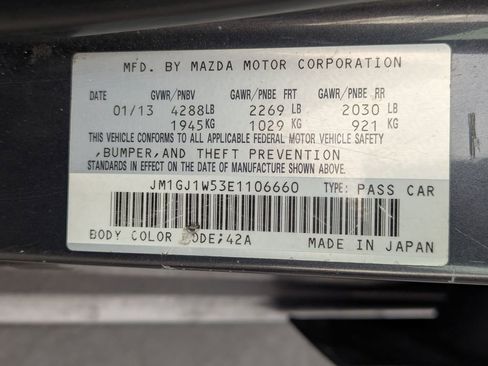 MFD. BY MAZDA MOTOR CORPORATION
DATE GVWR/PNBV GAWR/PNBE FRT GAWR/PNBE RR
01/13 4288LB 2269 LB 2030 LB
1945KG 1029 KG 921 KG
THIS VEHICLE CONFORMS TO ALL APPLICABLE FEDERAL MOTOR VEHICLE SAFETY
,BUMPER,AND THEFT PREVENTION
STANDARDS IN EFFECT ON THE DATE OF MANUFACTURE SHOWN ABOVE.
JM1GJ1W53E1106660 TYPE: PASS CAR
BODY COLOR CODE;42A MADE IN JAPAN